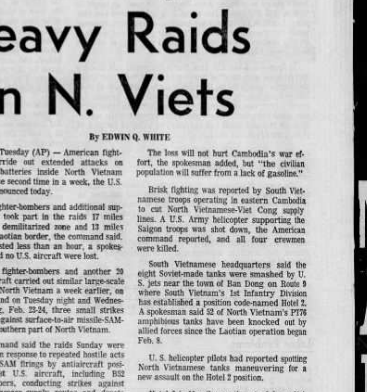 eavy Raids
n N. Viets
By EDWIN Q. WHITE
Tuesday (AP) — American fight-
rride out extended attacks on
batteries inside North Vietnam
e second time in a week, the U.S.
nounced today.
ghter-bombers and additional sup-
took part in the raids 17 miles
demilitarized zone and 13 miles
aotian border, the command said.
sted less than an hour, a spokes-
d no U.S. aircraft were lost.
fighter-bombers and another 20
raft carried out similar large-scale
North Vietnam a week earlier, on
and on Tuesday night and Wednes-
g, Feb. 23-24, three small strikes
against surface-to-air missile-SAM-
outhern part of North Vietnam.
mand said the raids Sunday were
n response to repeated hostile acts
SAM firings by antiaircraft posi-
t U.S. aircraft, including B52
ers, conducting strikes against
The loss will not hurt Cambodia's war ef-
fort, the spokesman added, but "the civilian
population will suffer from a lack of gasoline."
Brisk fighting was reported by South Viet-
namese troops operating in eastern Cambodia
to cut North Vietnamese-Viet Cong supply
lines. A U.S. Army helicopter supporting the
Saigon troops was shot down, the American
command reported, and all four crewmen
were killed.
South Vietnamese headquarters said the
eight Soviet-made tanks were smashed by U.
S. jets near the town of Ban Dong on Route 9
where South Vietnam's 1st Infantry Division
has established a position code-named Hotel 2.
A spokesman said 52 of North Vietnam's PT76
amphibious tanks have been knocked out by
allied forces since the Laotian operation began
Feb. 8.
U.S. helicopter pilots had reported spotting
North Vietnamese tanks maneuvering for a
new assault on the Hotel 2 position.